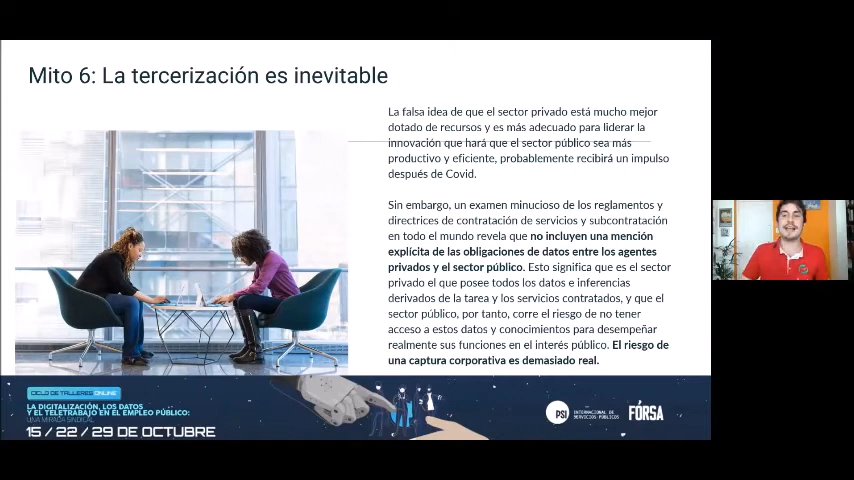 Mito 6: La tercerización es inevitable
La falsa idea de que el sector privado está mucho mejor
dotado de recursos y es más adecuado para liderar la
innovación que hará que el sector público sea más
productivo y eficiente, probablemente recibirá un impulso
después de Covid.
Sin embargo, un examen minucioso de los reglamentos y
directrices de contratación de servicios y subcontratación
en todo el mundo revela que no incluyen una mención
explícita de las obligaciones de datos entre los agentes
privados y el sector público. Esto significa que es el sector
privado el que posee todos los datos e inferencias
derivados de la tarea y los servicios contratados, y que el
sector público, por tanto, corre el riesgo de no tener
acceso a estos datos y conocimientos para desempeñar
realmente sus funciones en el interés público. El riesgo de
una captura corporativa es demasiado real.
CICLO DE TALLERES ONLINE
LA DIGITALIZACIÓN, LOS DATOS
Y EL TELETRABAJO EN EL EMPLEO PÚBLICO:
UNA MIRADA SINDICAL
15 / 22 / 29 DE OCTUBRE
PSI
INTERNACIONAL DE
SERVICIOS PÚBLICOS
FÓRSA